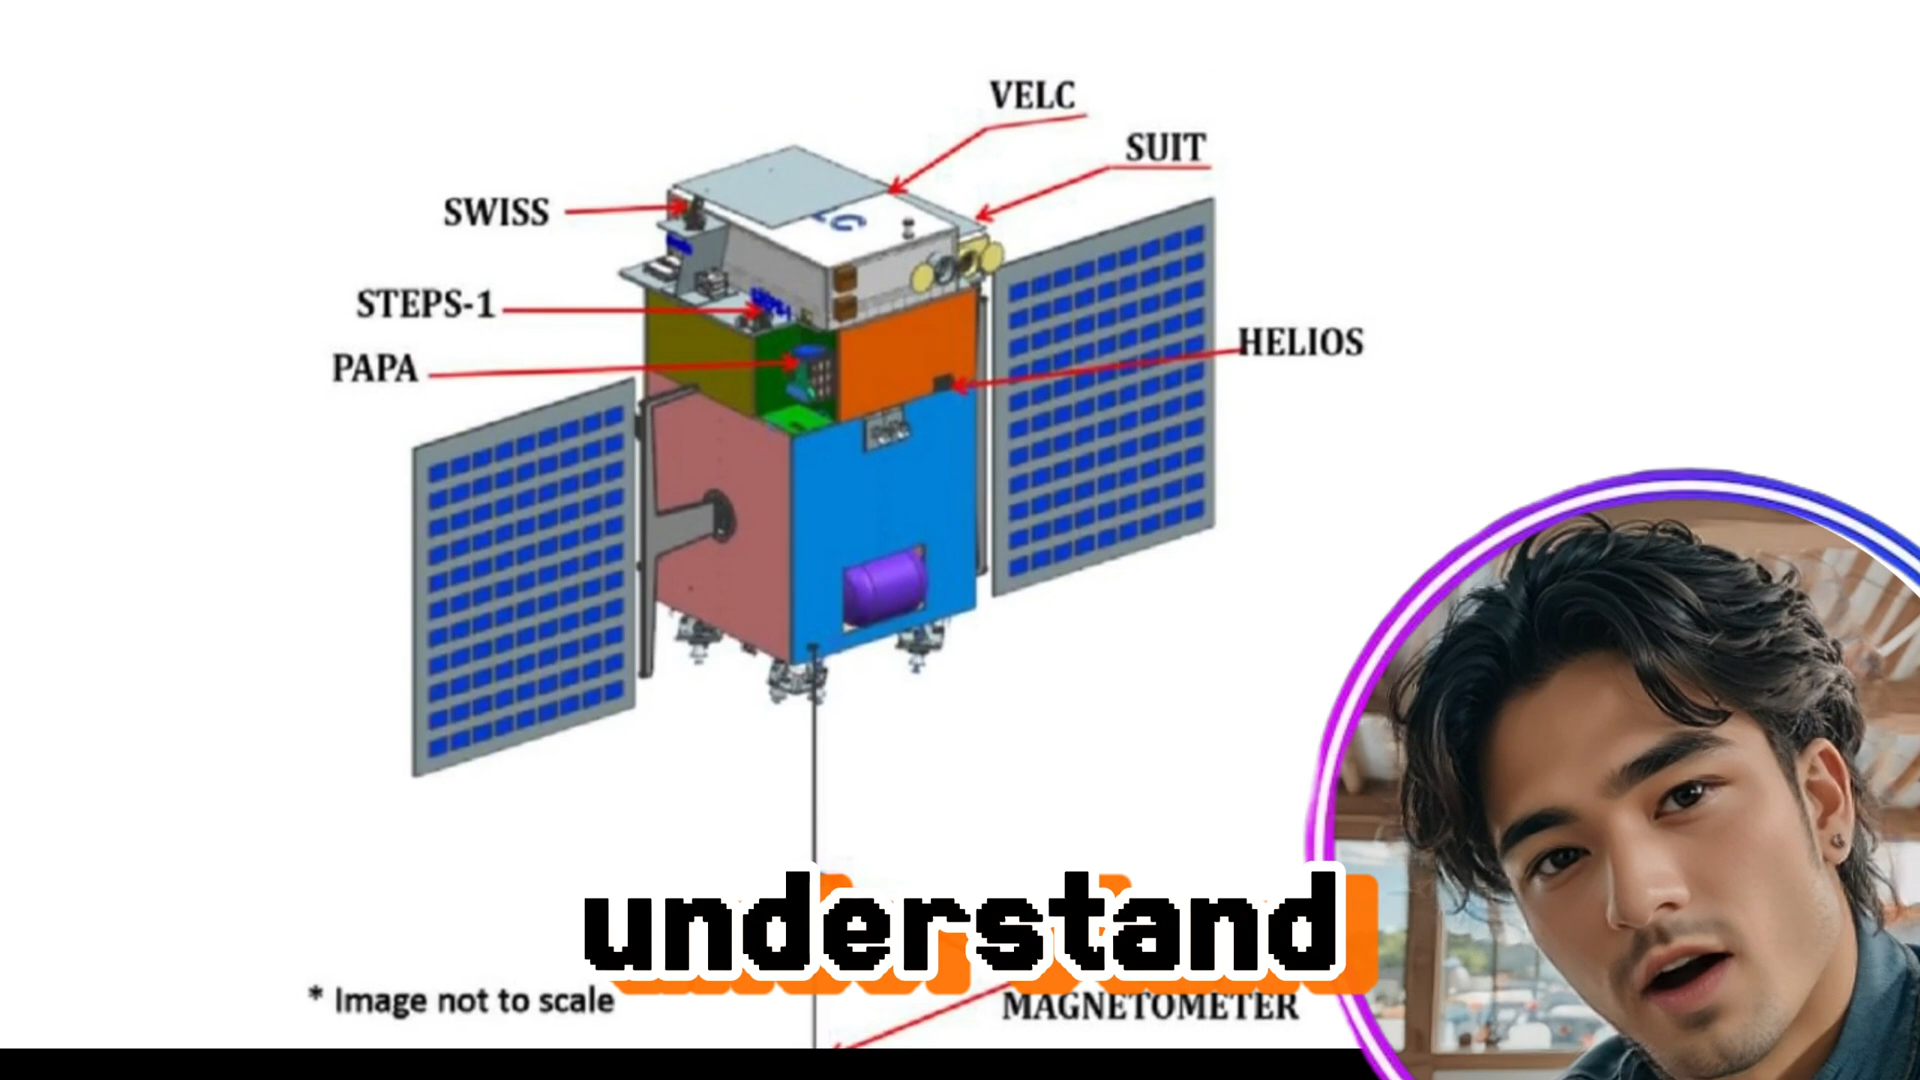 VELC
SUIT
SWISS
STEPS-1
HELIOS
PAPA
understand
* Image not to scale
MAGNETOMETER